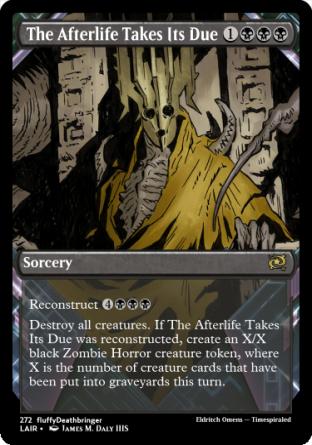 The Afterlife Takes Its Due 1
Sorcery
Reconstruct 4
Destroy all creatures. If The Afterlife Takes
Its Due was reconstructed, create an X/X
black Zombie Horror creature token, where
X is the number of creature cards that have
been put into graveyards this turn.
272 fluffyDeathbringer Eldritch Omens — Timespiraled
LAIR • James M. Daly IIIS